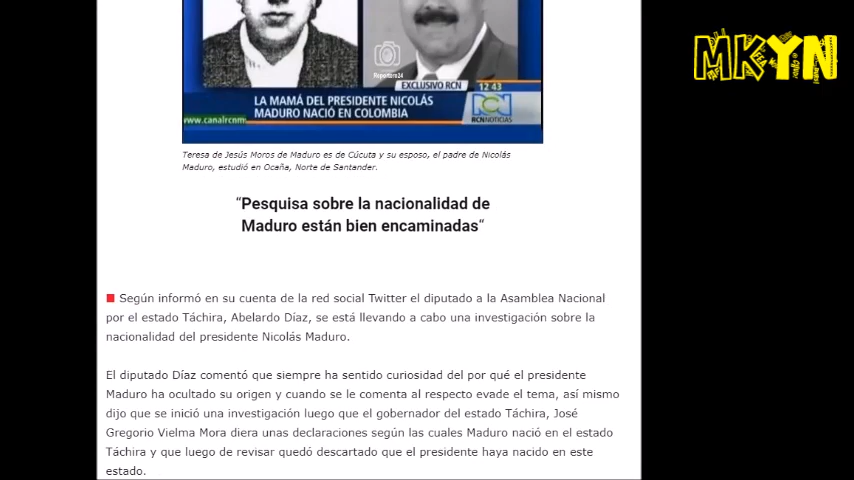 MKYN
Reportero24
EXCLUSIVO RCN
12 43
LA MAMÁ DEL PRESIDENTE NICOLÁS
MADURO NACIÓ EN COLOMBIA
www.canalrcnm
RCN NOTICIAS
Teresa de Jesús Moros de Maduro es de Cúcuta y su esposo, el padre de Nicolás
Maduro, estudió en Ocaña, Norte de Santander.
“Pesquisa sobre la nacionalidad de
Maduro están bien encaminadas“
Según informó en su cuenta de la red social Twitter el diputado a la Asamblea Nacional
por el estado Táchira, Abelardo Díaz, se está llevando a cabo una investigación sobre la
nacionalidad del presidente Nicolás Maduro.
El diputado Díaz comentó que siempre ha sentido curiosidad del por qué el presidente
Maduro ha ocultado su origen y cuando se le comenta al respecto evade el tema, así mismo
dijo que se inició una investigación luego que el gobernador del estado Táchira, José
Gregorio Vielma Mora diera unas declaraciones según las cuales Maduro nació en el estado
Táchira y que luego de revisar quedó descartado que el presidente haya nacido en este
estado.